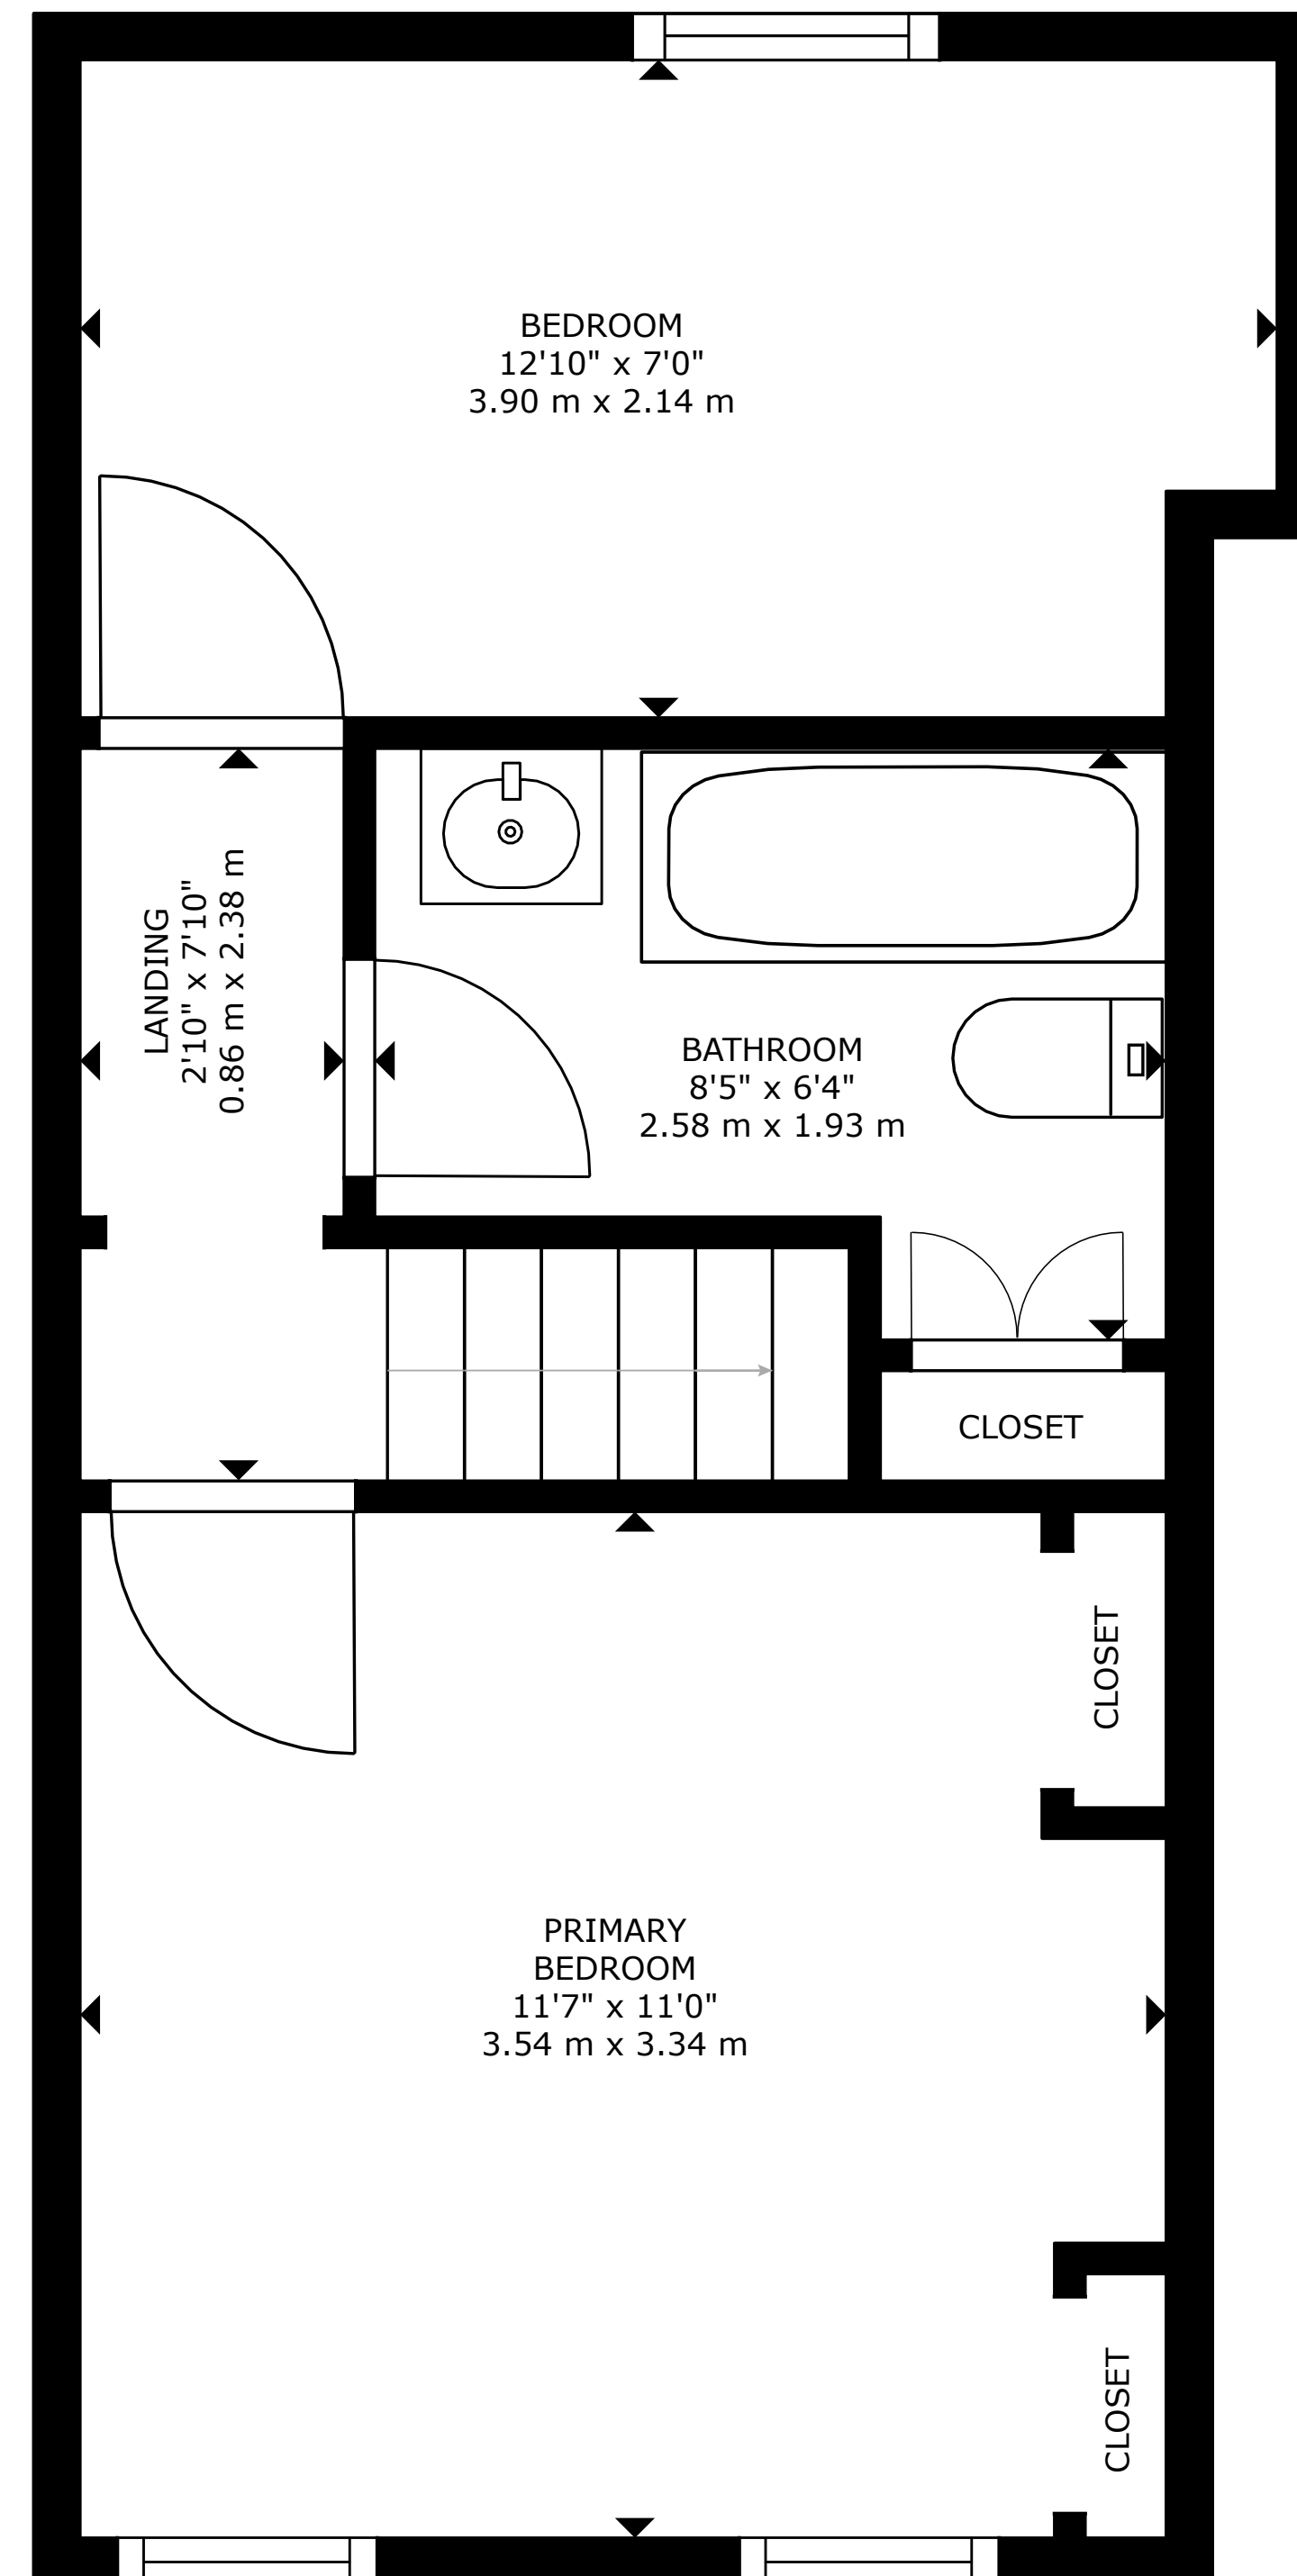 BEDROOM
12'10" x 7'0"
3.90 m x 2.14 m
LANDING
2'10" x 7'10"
0.86 m x 2.38 m
BATHROOM
8'5" x 6'4"
2.58 m x 1.93 m
CLOSET
CLOSET
PRIMARY
BEDROOM
11'7" x 11'0"
3.54 m x 3.34 m
CLOSET